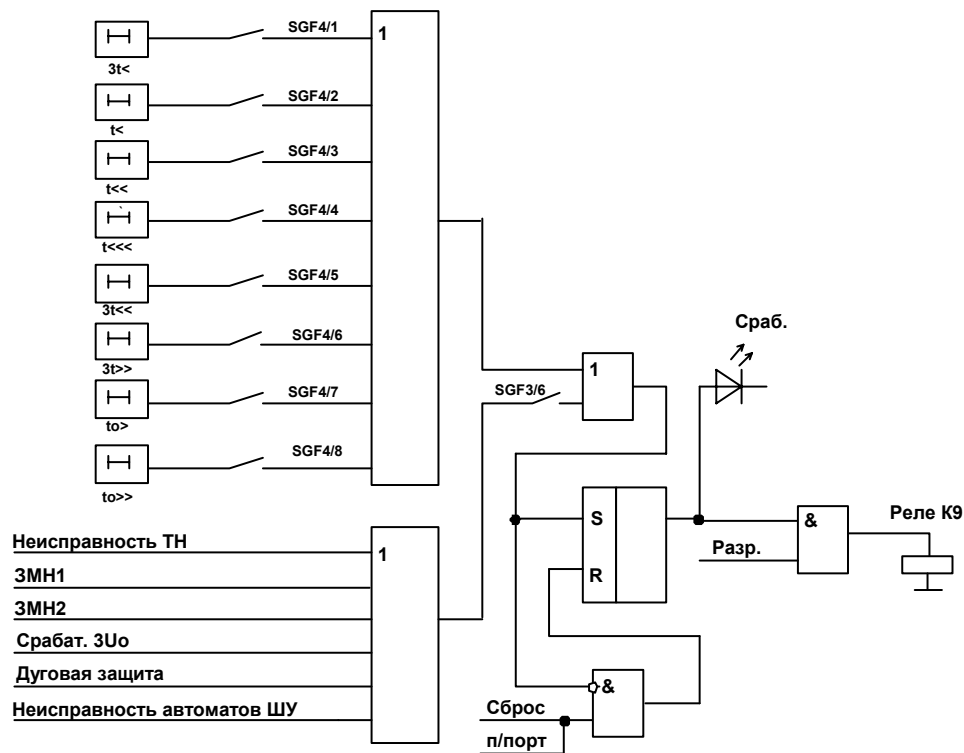 SGF4/1
1
3t<
SGF4/2
t<
SGF4/3
t<<
SGF4/4
t<<<
SGF4/5
3t<<
SGF4/6
3t>>
SGF4/7
to>
SGF4/8
to>>
Сраб.
1
SGF3/6
S
R
&
Реле К9
Разр.
Неисправность ТН
1
ЗМН1
ЗМН2
Срабат. 3Uo
Дуговая защита
Неисправность автоматов ШУ
&
Сброс
п/порт